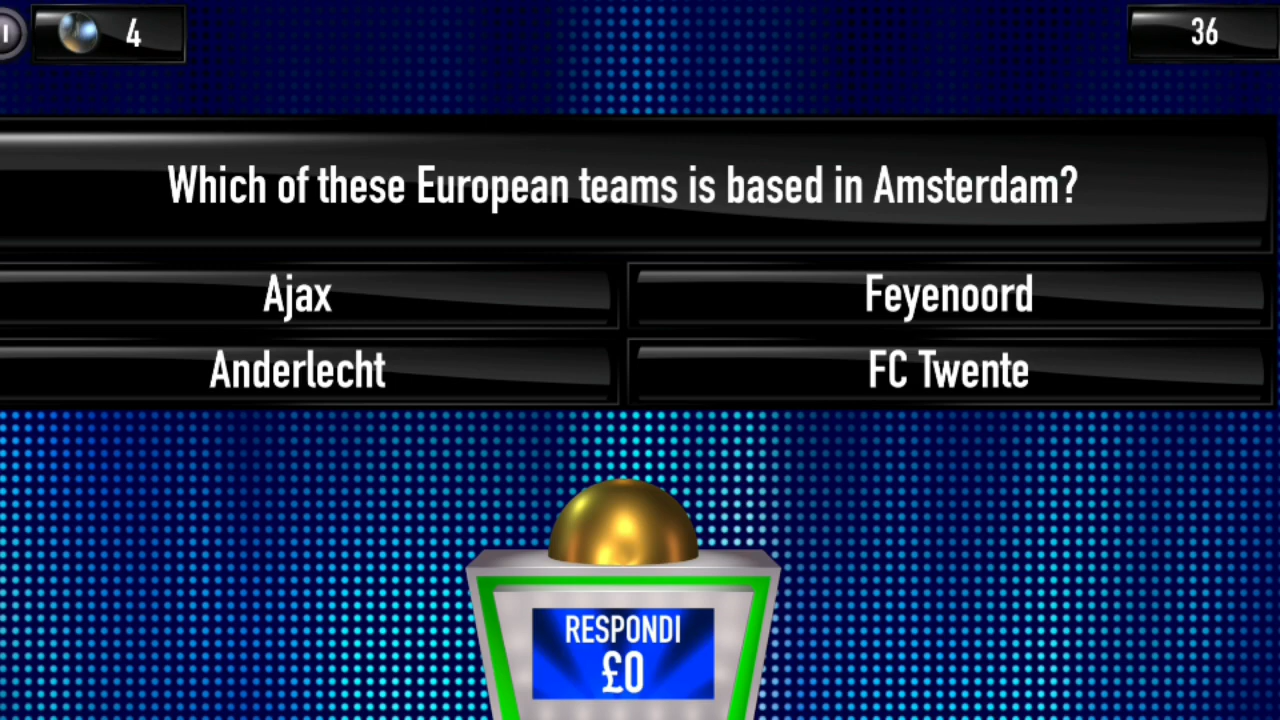 4
36
Which of these European teams is based in Amsterdam?
Ajax
Feyenoord
Anderlecht
FC Twente
RESPONDI
£0